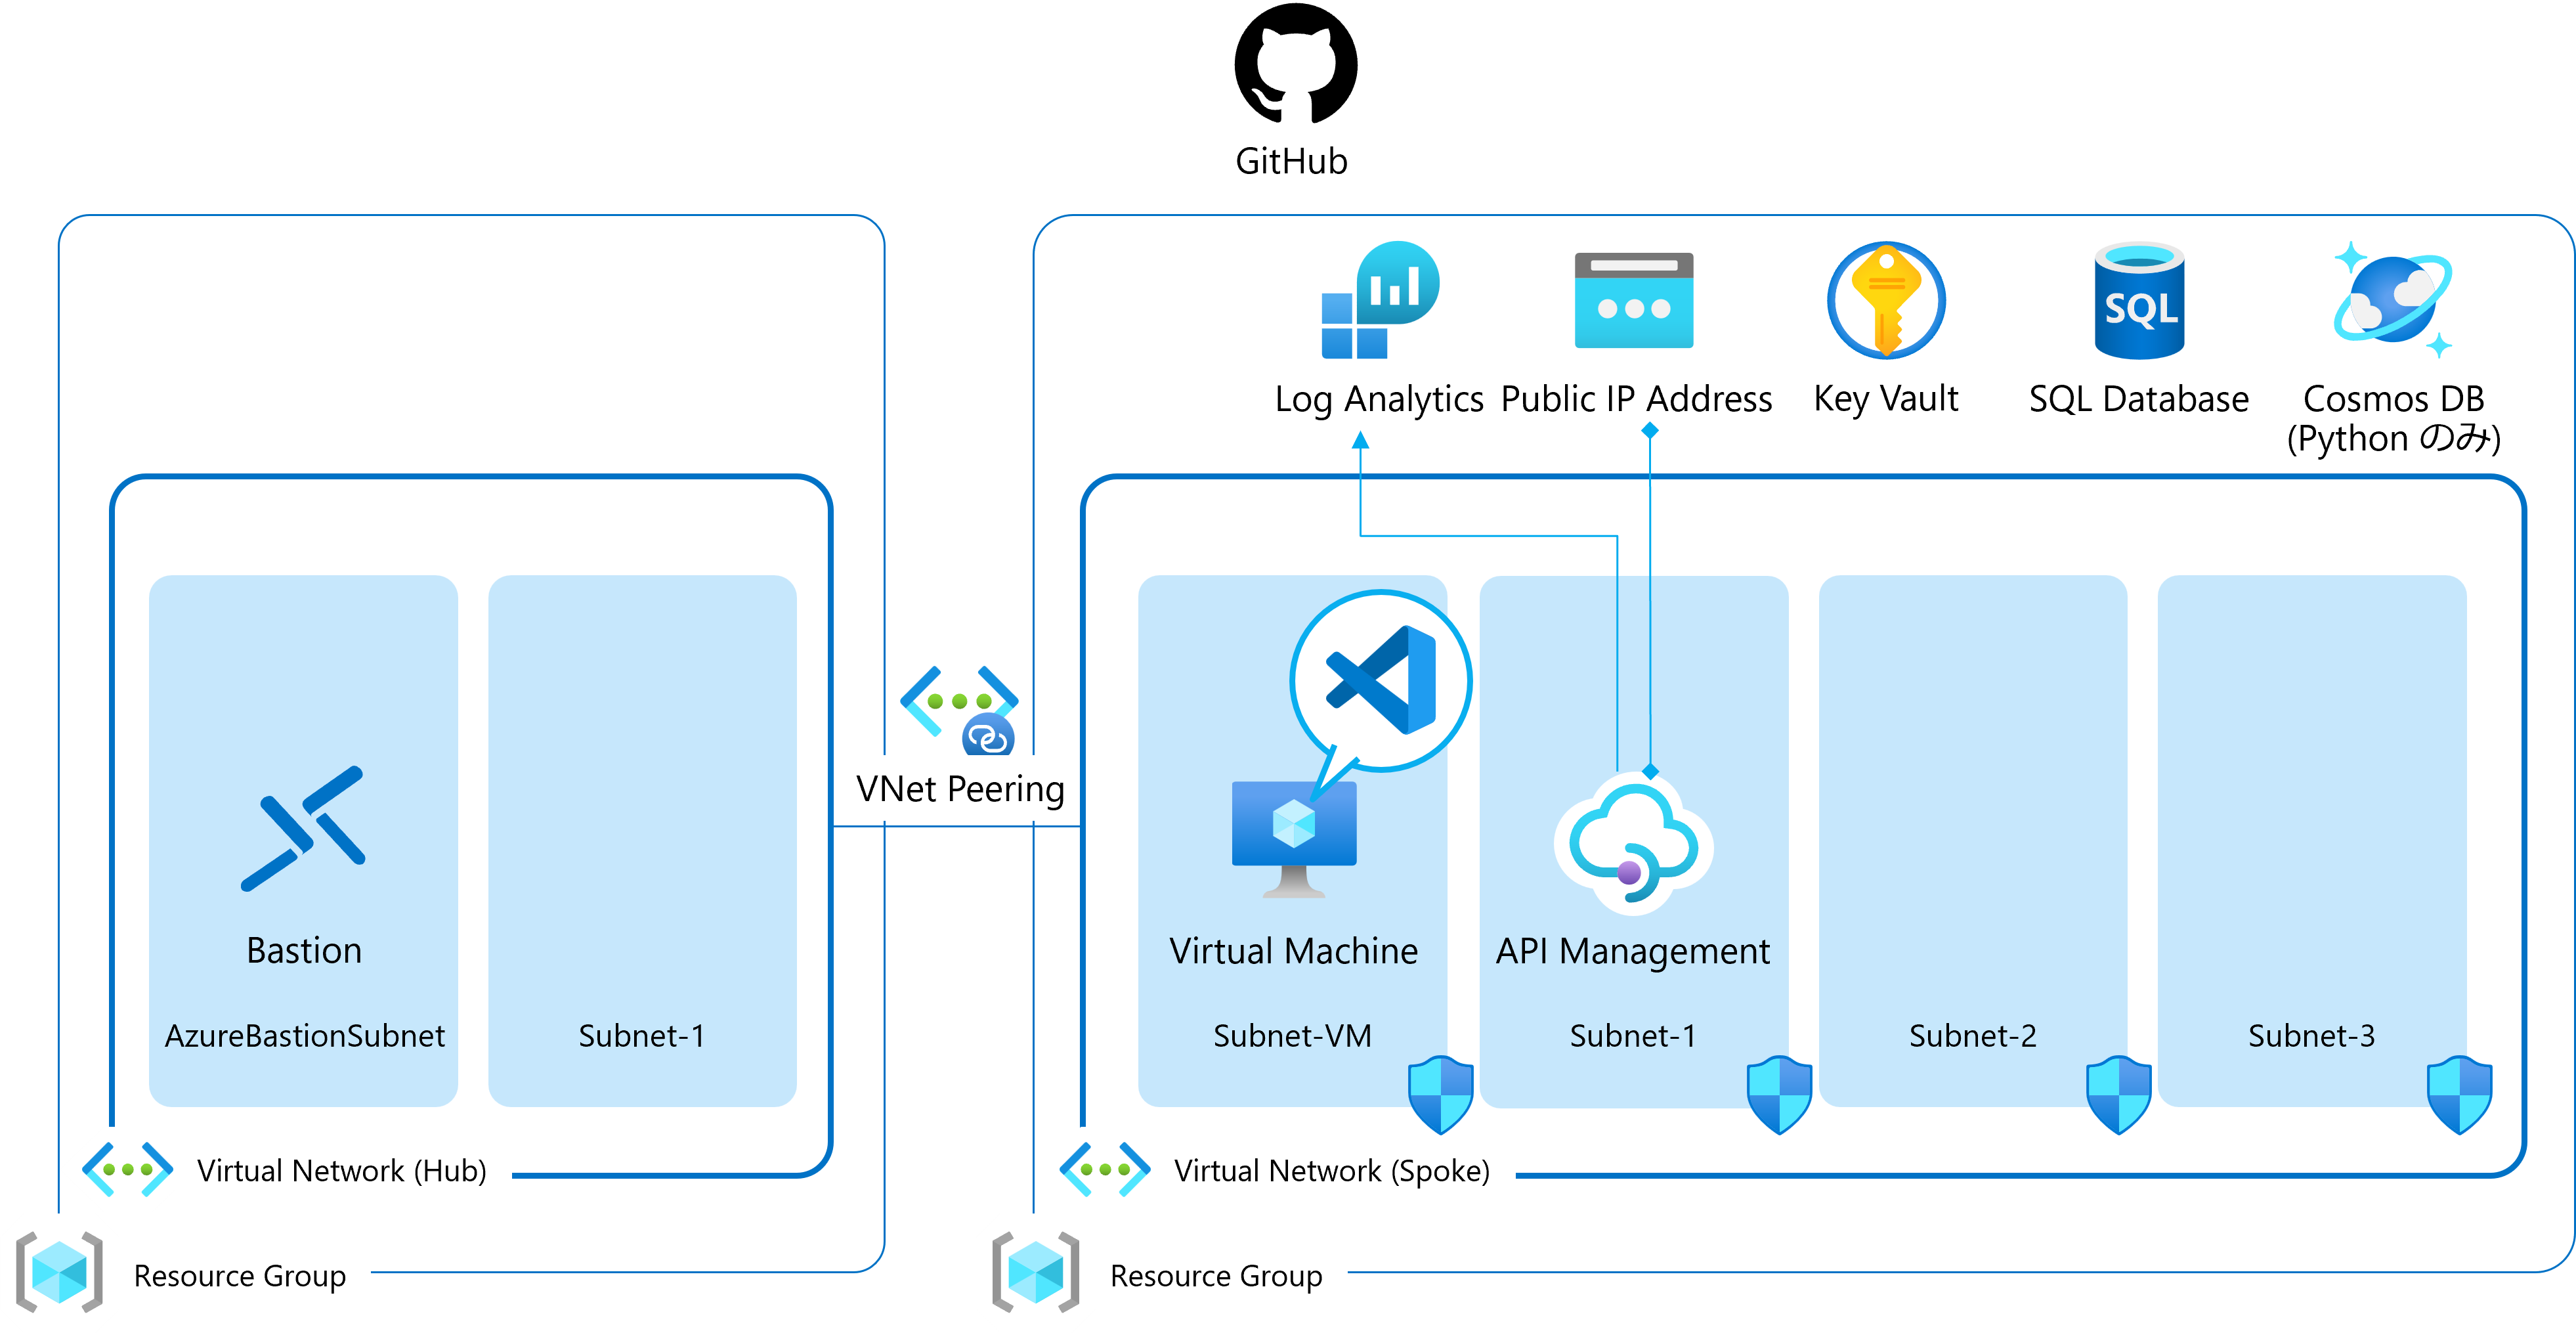 GitHub
Log Analytics
Public IP Address
Key Vault
SQL
SQL Database
Cosmos DB
(Python のみ)
VNet Peering
Bastion
AzureBastionSubnet
Subnet-1
Virtual Machine
Subnet-VM
API Management
Subnet-1
Subnet-2
Subnet-3
Virtual Network (Hub)
Virtual Network (Spoke)
Resource Group
Resource Group